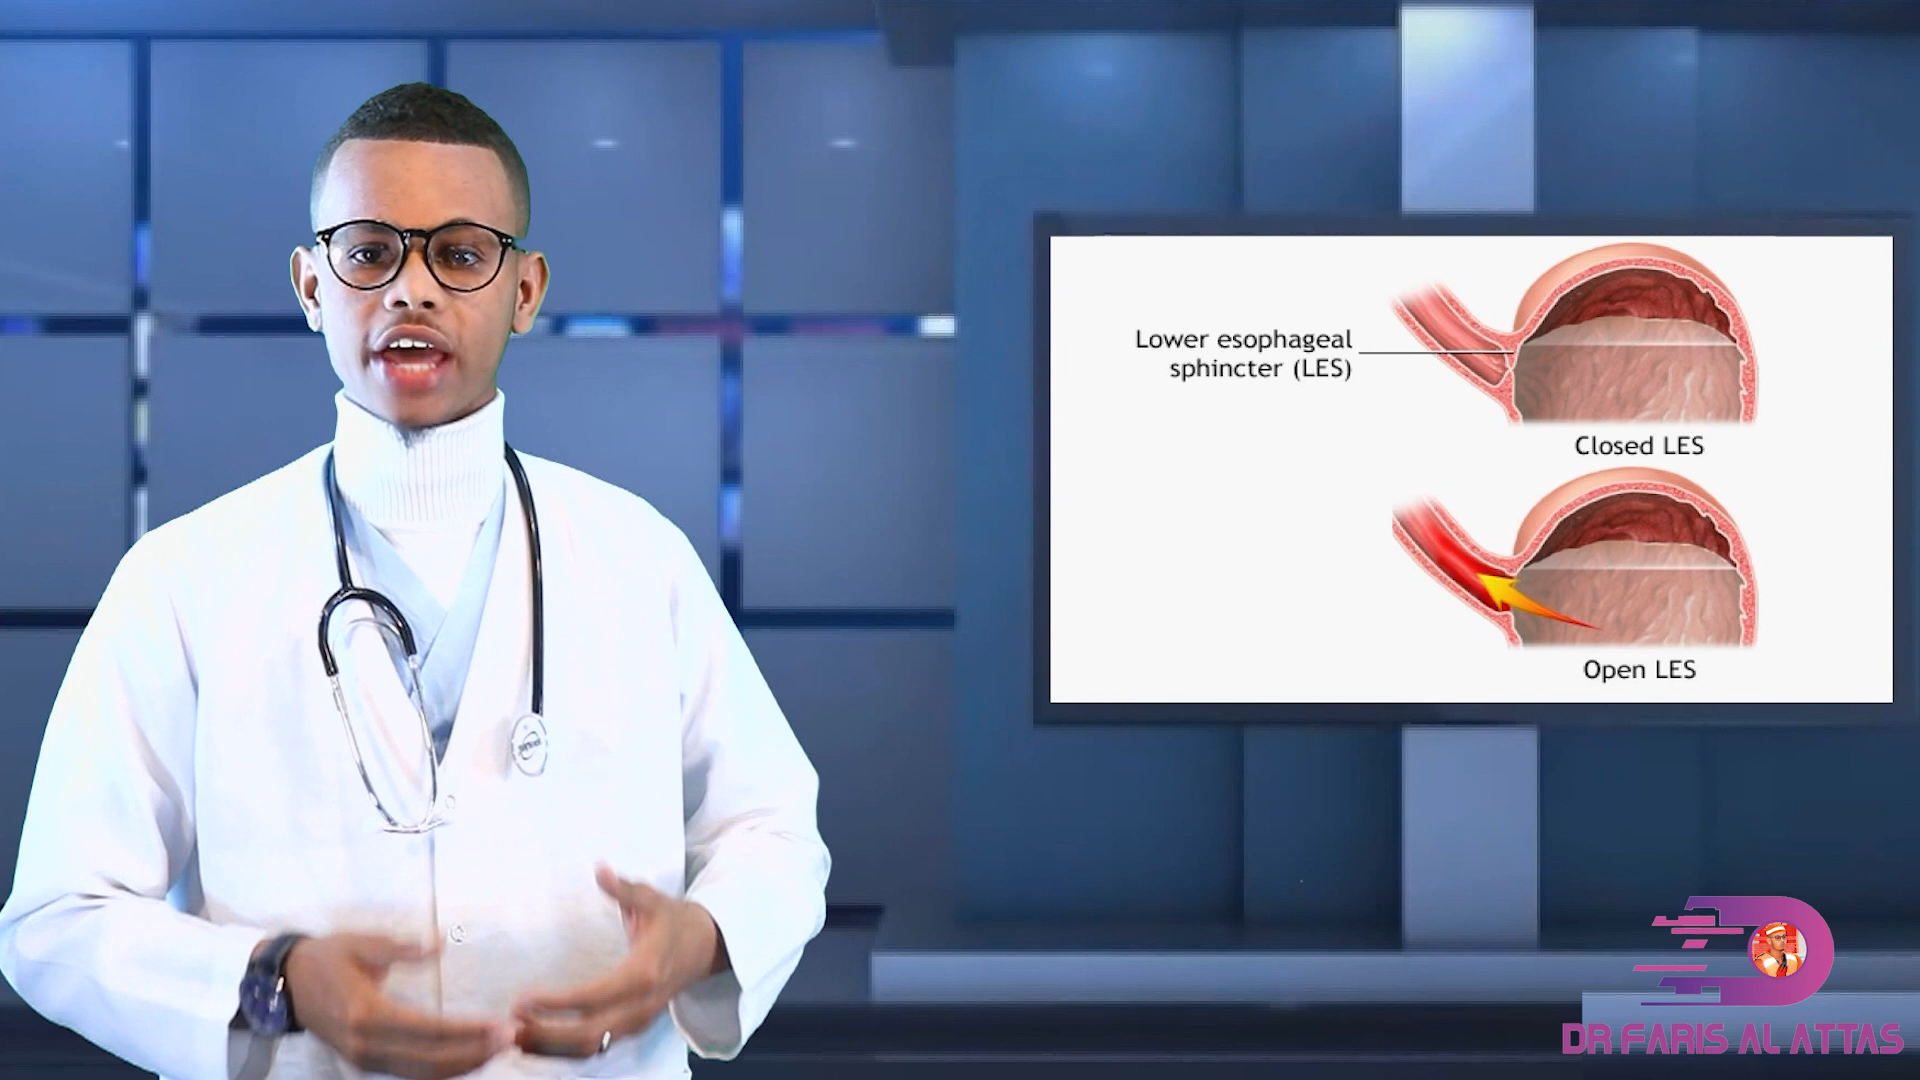 Lower esophageal
sphincter (LES)
Closed LES
Open LES
DR FARIS AL ATTAS